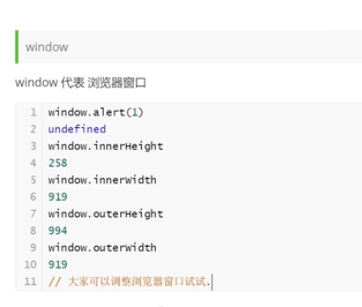 window
window 代表 浏览器窗口
1 window.alert(1)
2 undefined
3 window.innerHeight
4 258
5 window.innerWidth
6 919
7 window.outerHeight
8 994
9 window.outerWidth
10 919
11 // 大家可以调整浏览器窗口试试.